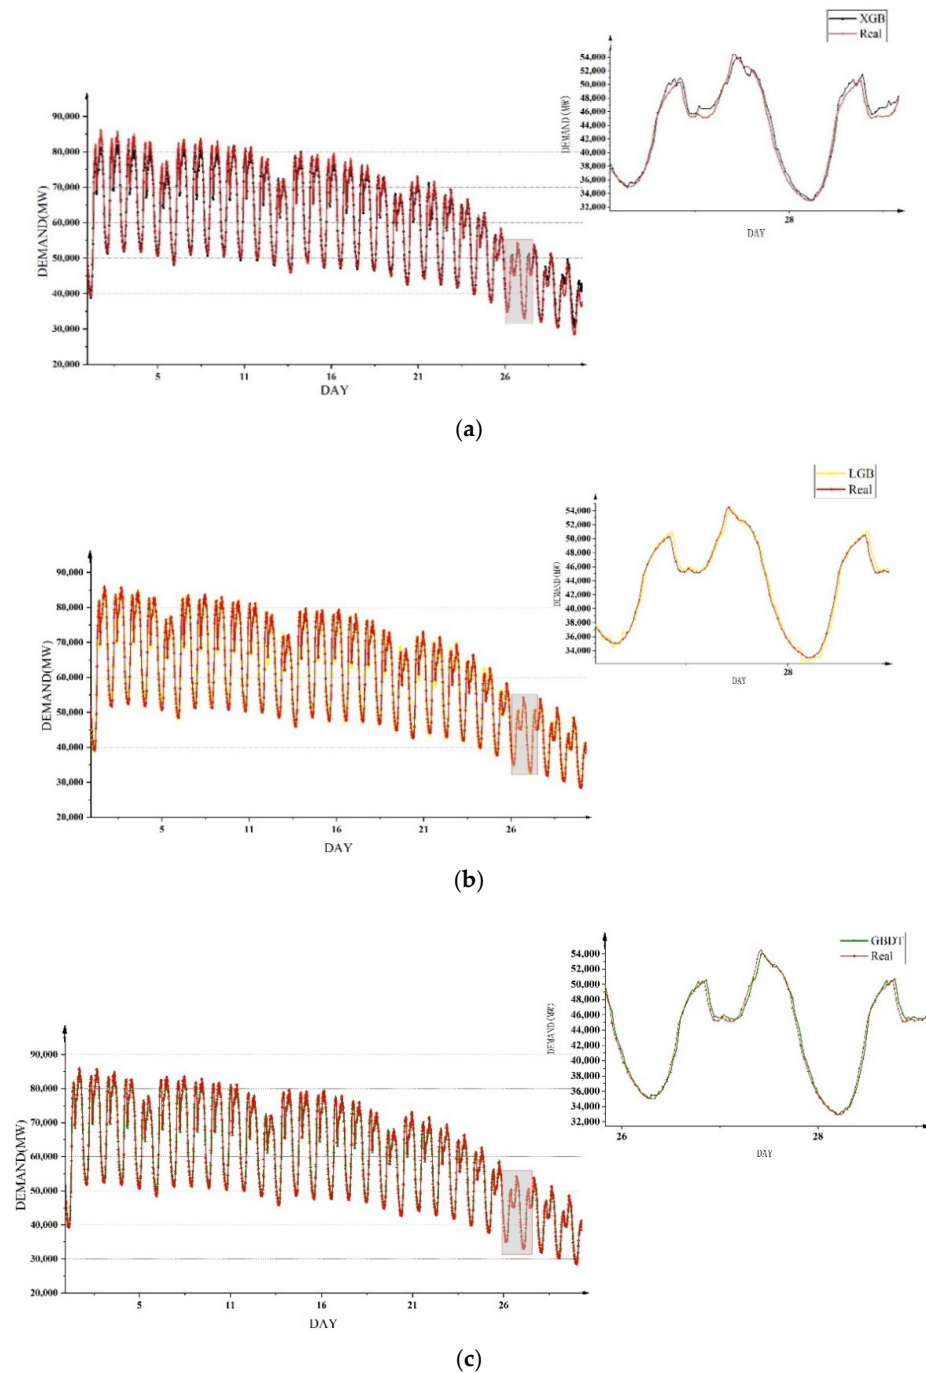 (a)
XGB
Real
54,000
52,000
50,000
48,000
46,000
44,000
42,000
40,000
38,000
36,000
34,000
32,000
DEMAND (MW)
28
DAY
90,000
80,000
70,000
60,000
50,000
40,000
30,000
20,000
DEMAND(MW)
5 11 16 21 26
DAY
(a)
LGB
Real
54,000
52,000
50,000
48,000
46,000
44,000
42,000
40,000
38,000
36,000
34,000
DEMAND (MW)
28
DAY
90,000
80,000
70,000
60,000
50,000
40,000
30,000
20,000
DEMAND(MW)
5 11 16 21 26
DAY
(b)
GBDT
Real
54,000
52,000
50,000
48,000
46,000
44,000
42,000
40,000
38,000
36,000
34,000
32,000
DEMAND (MW)
26 28
DAY
90,000
80,000
70,000
60,000
50,000
40,000
30,000
20,000
DEMAND(MW)
5 11 16 21 26
DAY
(c)